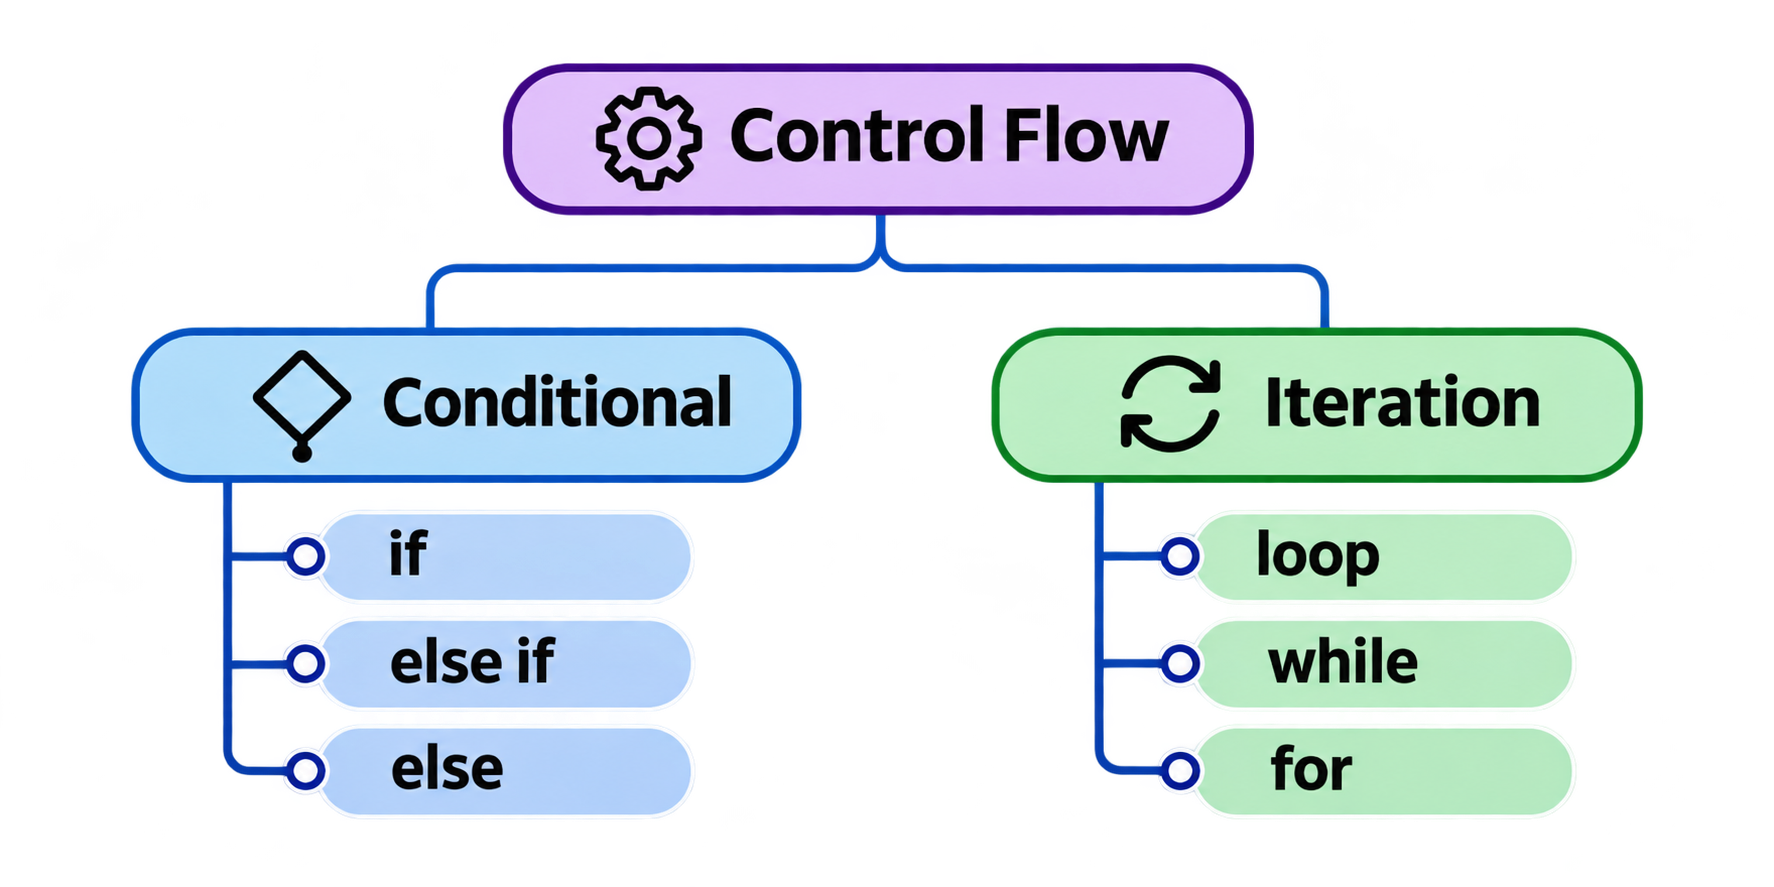 Control Flow
Conditional
if
else if
else
Iteration
loop
while
for